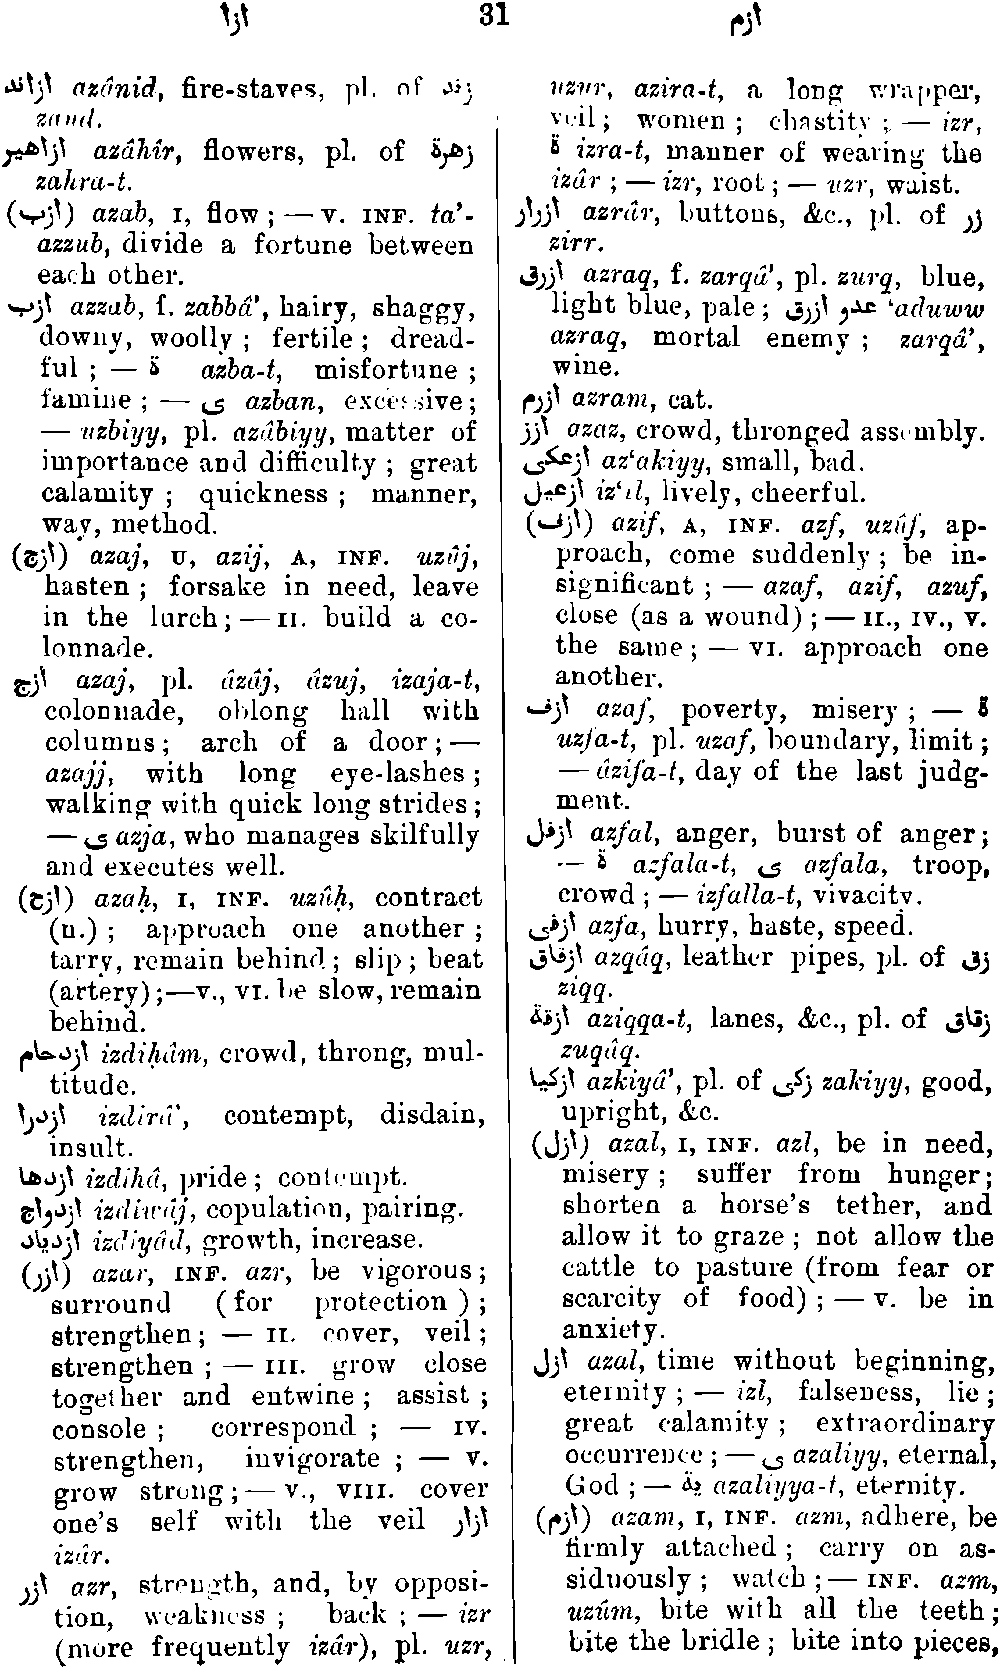 ازا 31 ازم
ازاند azânid, fire-staves, pl. of زند
zand.
ازاهير azâhîr, flowers, pl. of زهرة
zahra-t.
(ازب) azab, I, flow ; — V. INF. ta'-
azzub, divide a fortune between
each other.
ازب azzab, f. zabbâ', hairy, shaggy,
downy, woolly ; fertile ; dread-
ful ; — ة azba-t, misfortune ;
famine ; — ى azban, excessive ;
— uzbiyy, pl. azâbiyy, matter of
importance and difficulty ; great
calamity ; quickness ; manner,
way, method.
(ازج) azaj, U, azij, A, INF. uzûj,
hasten ; forsake in need, leave
in the lurch ; — II. build a co-
lonnade.
ازج azaj, pl. âzâj, âzuj, izaja-t,
colonnade, oblong hall with
columns ; arch of a door ; —
azajj, with long eye-lashes ;
walking with quick long strides ;
— ى azja, who manages skilfully
and executes well.
(ازح) azaḥ, I, INF. uzûḥ, contract
(n.) ; approach one another ;
tarry, remain behind ; slip ; beat
(artery) ; — V., VI. be slow, remain
behind.
ازدحام izdiḥâm, crowd, throng, mul-
titude.
ازدرا izdirâ', contempt, disdain,
insult.
ازدها izdihâ, pride ; contempt.
ازدواج izdiwâj, copulation, pairing.
ازدياد izdiyâd, growth, increase.
(ازر) azar, INF. azr, be vigorous ;
surround (for protection) ;
strengthen ; — II. cover, veil ;
strengthen ; — III. grow close
together and entwine ; assist ;
console ; correspond ; — IV.
strengthen, invigorate ; — V.
grow strong ; — V., VIII. cover
one's self with the veil ازار
izâr.
ازر azr, strength, and, by opposi-
tion, weakness ; back ; — izr
(more frequently izâr), pl. uzr,
uzur, azira-t, a long wrapper,
veil ; women ; chastity ; — izr,
ة izra-t, manner of wearing the
izâr ; — izr, root ; — uzr, waist.
ازرار azrâr, buttons, &c., pl. of زر
zirr.
ازرق azraq, f. zarqâ', pl. zurq, blue,
light blue, pale ; عدو ازرق 'aduww
azraq, mortal enemy ; zarqâ',
wine.
ازرم azram, cat.
ازز azaz, crowd, thronged assembly.
ازعكى az'akiyy, small, bad.
ازعيل iz'îl, lively, cheerful.
(ازف) azif, A, INF. azf, uzûf, ap-
proach, come suddenly ; be in-
significant ; — azaf, azif, azuf,
close (as a wound) ; — II., IV., V.
the same ; — VI. approach one
another.
ازف azaf, poverty, misery ; — ة
uzfa-t, pl. uzaf, boundary, limit ;
— âzifa-t, day of the last judg-
ment.
ازفل azfal, anger, burst of anger ;
— ة azfala-t, ى azfala, troop,
crowd ; — izfalla-t, vivacity.
ازفى azfa, hurry, haste, speed.
ازقاق azqâq, leather pipes, pl. of زق
ziqq.
ازقة aziqqa-t, lanes, &c., pl. of زقاق
zuqâq.
ازكيا azkiyâ', pl. of زكى zakiyy, good,
upright, &c.
(ازل) azal, I, INF. azl, be in need,
misery ; suffer from hunger ;
shorten a horse's tether, and
allow it to graze ; not allow the
cattle to pasture (from fear or
scarcity of food) ; — V. be in
anxiety.
ازل azal, time without beginning,
eternity ; — izl, falseness, lie ;
great calamity ; extraordinary
occurrence ; — ى azaliyy, eternal,
God ; — ية azaliyya-t, eternity.
(ازم) azam, I, INF. azm, adhere, be
firmly attached ; carry on as-
siduously ; watch ; — INF. azm,
uzûm, bite with all the teeth ;
bite the bridle ; bite into pieces,